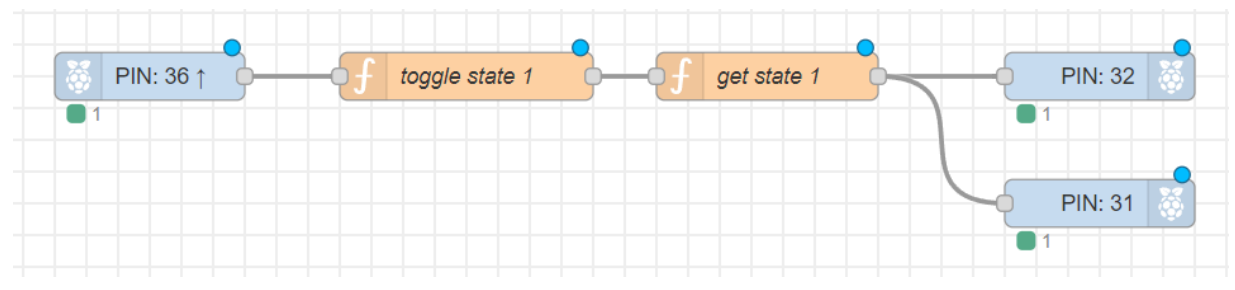 PIN: 36 ↑
1
toggle state 1
get state 1
PIN: 32
1
PIN: 31
1